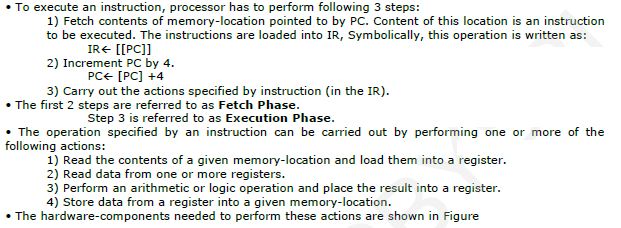 • To execute an instruction, processor has to perform following 3 steps:
1) Fetch contents of memory-location pointed to by PC. Content of this location is an instruction
to be executed. The instructions are loaded into IR, Symbolically, this operation is written as:
IR← [[PC]]
2) Increment PC by 4.
PC← [PC] +4
3) Carry out the actions specified by instruction (in the IR).
• The first 2 steps are referred to as Fetch Phase.
Step 3 is referred to as Execution Phase.
• The operation specified by an instruction can be carried out by performing one or more of the
following actions:
1) Read the contents of a given memory-location and load them into a register.
2) Read data from one or more registers.
3) Perform an arithmetic or logic operation and place the result into a register.
4) Store data from a register into a given memory-location.
• The hardware-components needed to perform these actions are shown in Figure